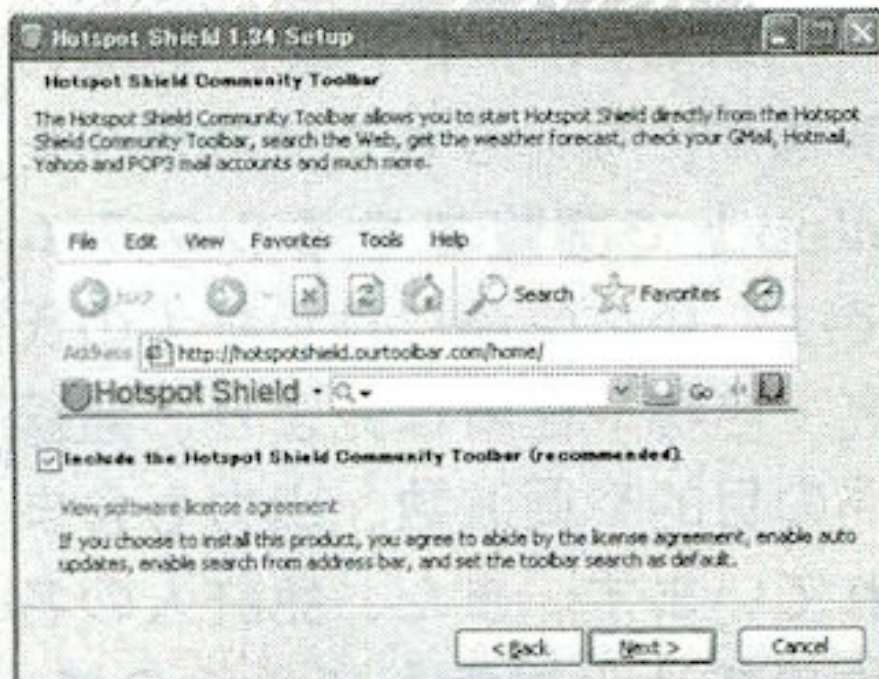 Hotspot Shield 1.34 Setup
Hotspot Shield Community Toolbar
The Hotspot Shield Community Toolbar allows you to start Hotspot Shield directly from the Hotspot
Shield Community Toolbar, search the Web, get the weather forecast, check your GMail, Hotmail,
Yahoo and POP3 mail accounts and much more.
File Edit View Favorites Tools Help
Search Favorites
Address http://hotspotshield.ourtoolbar.com/home/
Hotspot Shield Go
Include the Hotspot Shield Community Toolbar (recommended).
View software license agreement
If you choose to install this product, you agree to abide by the license agreement, enable auto
updates, enable search from address bar, and set the toolbar search as default.
< Back Next > Cancel